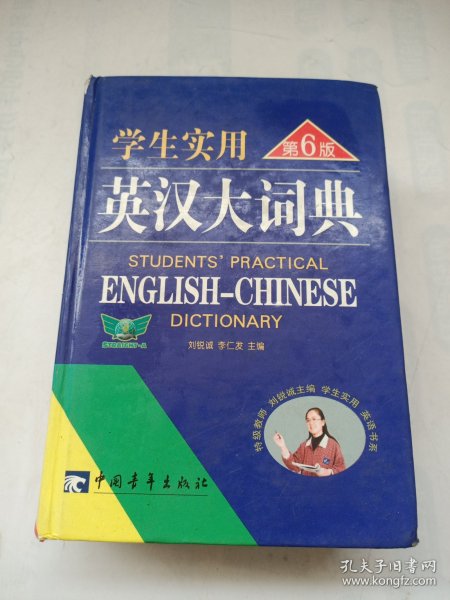 学生实用
第6版
英汉大词典
STUDENTS' PRACTICAL
ENGLISH-CHINESE
DICTIONARY
STRAIGHT-A
刘锐诚 李仁发 主编
特级教师 刘锐诚主编 学生实用 英语书系
中国青年出版社
孔夫子旧书网
www.kongfz.com